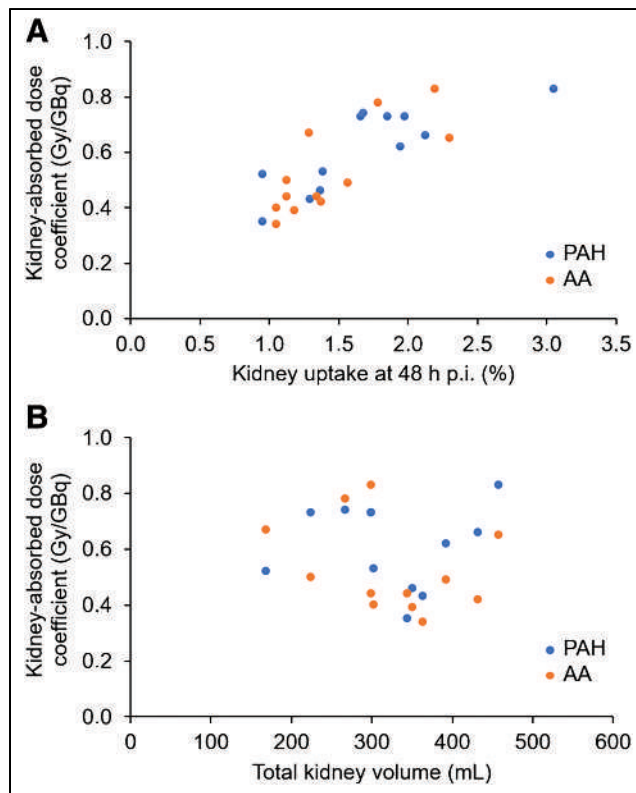 A
Kidney-absorbed dose
coefficient (Gy/GBq)
1.0
0.8
0.6
0.4
0.2
0.0
PAH
AA
0.0 0.5 1.0 1.5 2.0 2.5 3.0 3.5
Kidney uptake at 48 h p.i. (%)
B
Kidney-absorbed dose
coefficient (Gy/GBq)
1.0
0.8
0.6
0.4
0.2
0.0
PAH
AA
0 100 200 300 400 500 600
Total kidney volume (mL)